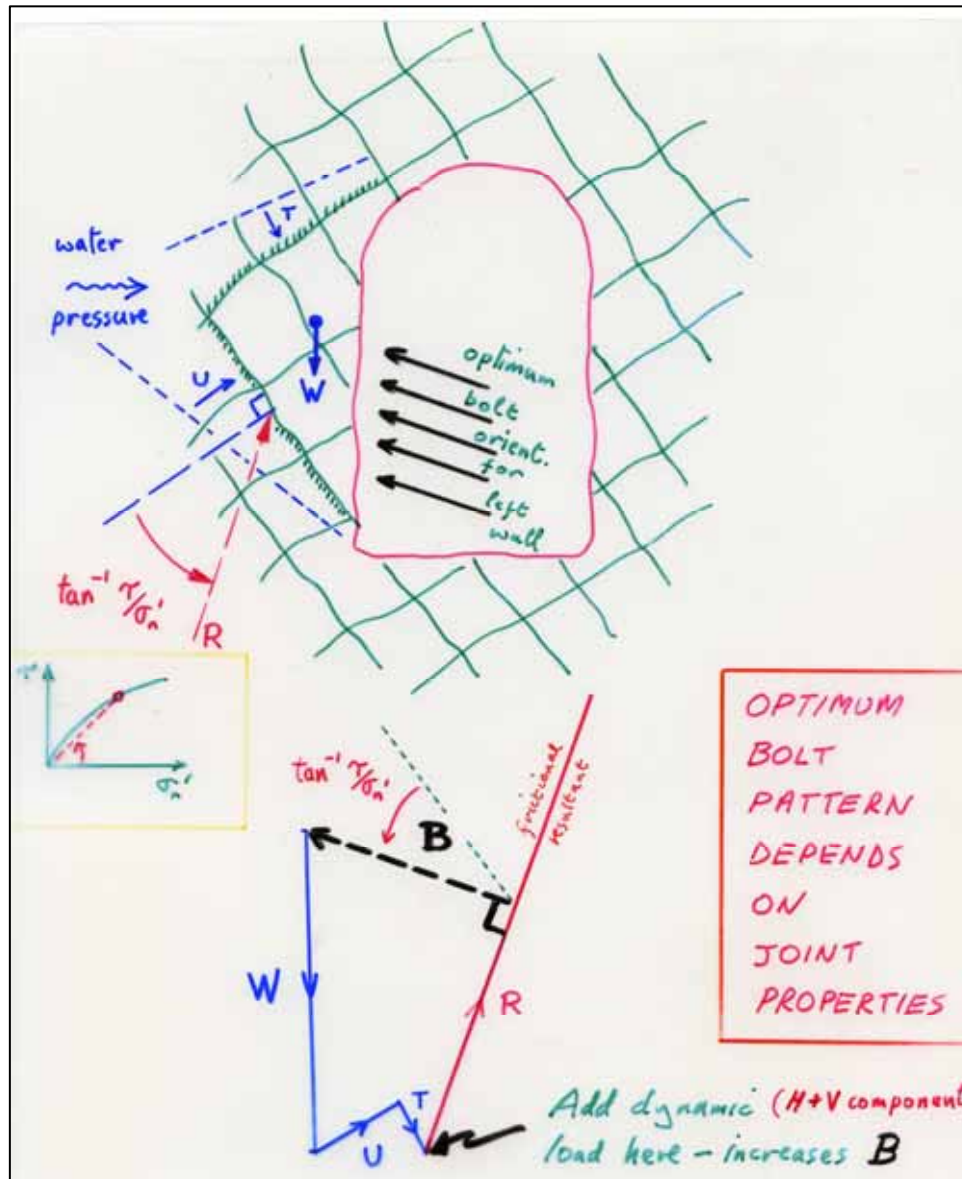 water
pressure
T
U
W
optimum
bolt
orient.
for
left
wall
tan⁻¹ τ/σn'
R
τ
σn'
tan⁻¹ τ/σn'
B
frictional
resultant
W
R
T
U
OPTIMUM
BOLT
PATTERN
DEPENDS
ON
JOINT
PROPERTIES
Add dynamic (H+V component
load here - increases B